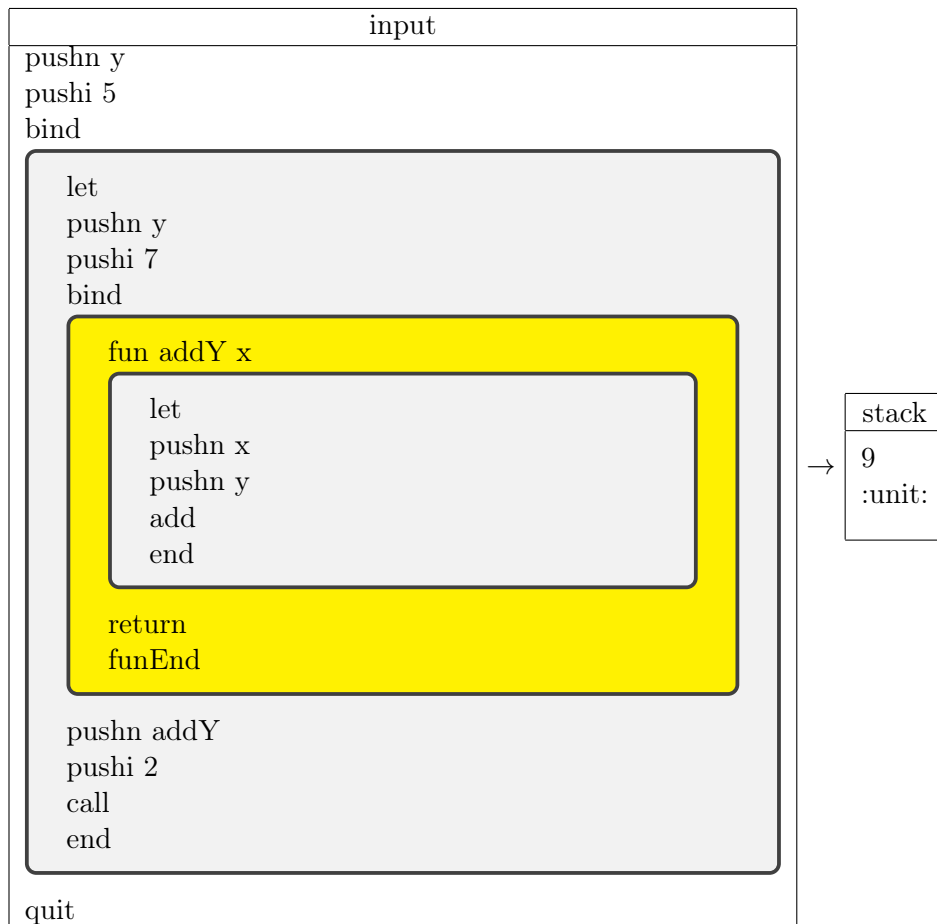 input
pushn y
pushi 5
bind
let
pushn y
pushi 7
bind
fun addY x
let
pushn x
pushn y
add
end
return
funEnd
pushn addY
pushi 2
call
end
quit
→
stack
9
:unit: